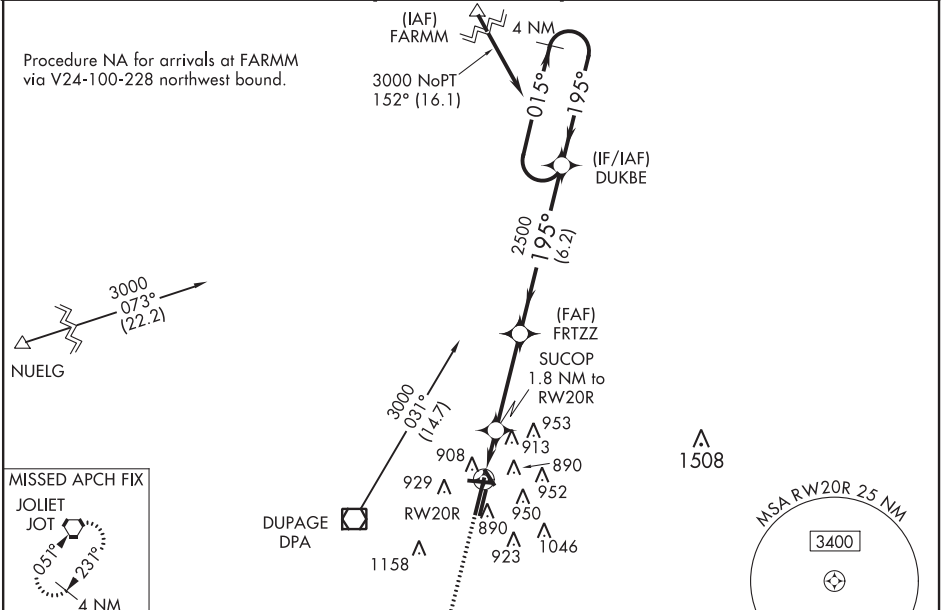 (IAF)
FARMM
4 NM
Procedure NA for arrivals at FARMM
via V24-100-228 northwest bound.
3000 NoPT
152° (16.1)
015°
195°
(IF/IAF)
DUKBE
2500
195°
(6.2)
3000
073°
(22.2)
NUELG
(FAF)
FRTZZ
SUCOP
1.8 NM to
RW20R
3000
031°
(14.7)
953
913
908
890
1508
929
952
RW20R
950
890
923
1046
1158
DUPAGE
DPA
MISSED APCH FIX
JOLIET
JOT
051°
231°
4 NM
MSA RW20R 25 NM
3400